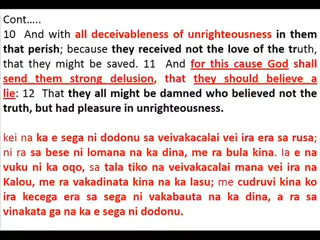 Cont.....
10 And with all deceivableness of unrighteousness in them
that perish; because they received not the love of the truth,
that they might be saved. 11 And for this cause God shall
send them strong delusion, that they should believe a
lie: 12 That they all might be damned who believed not the
truth, but had pleasure in unrighteousness.
kei na ka e sega ni dodonu sa veivakacalai vei ira era sa rusa;
ni ra sa bese ni lomana na ka dina, me ra bula kina. Ia e na
vuku ni ka oqo, sa tala tiko na veivakacalai mana vei ira na
Kalou, me ra vakadinata kina na ka lasu; me cudruvi kina ko
ira kecega era sa sega ni vakabauta na ka dina, a ra sa
vinakata ga na ka e sega ni dodonu.